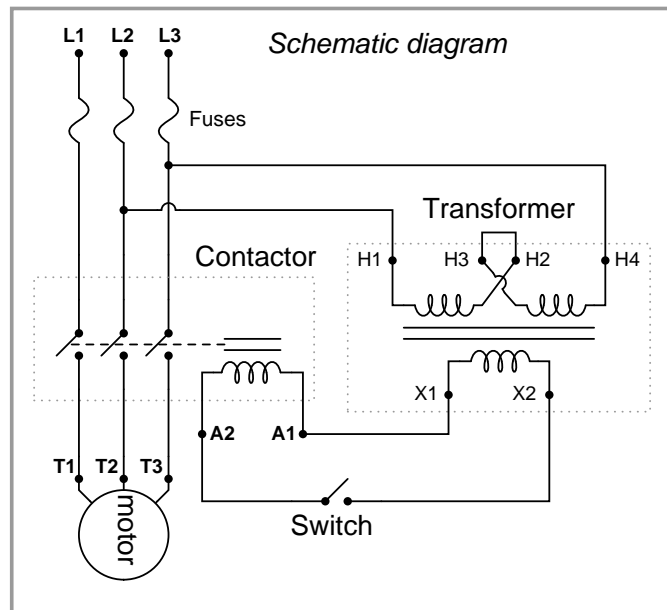 L1 L2 L3 Schematic diagram
Fuses
Transformer
Contactor
H1 H3 H2 H4
X1 X2
A2 A1
T1 T2 T3
Switch
motor